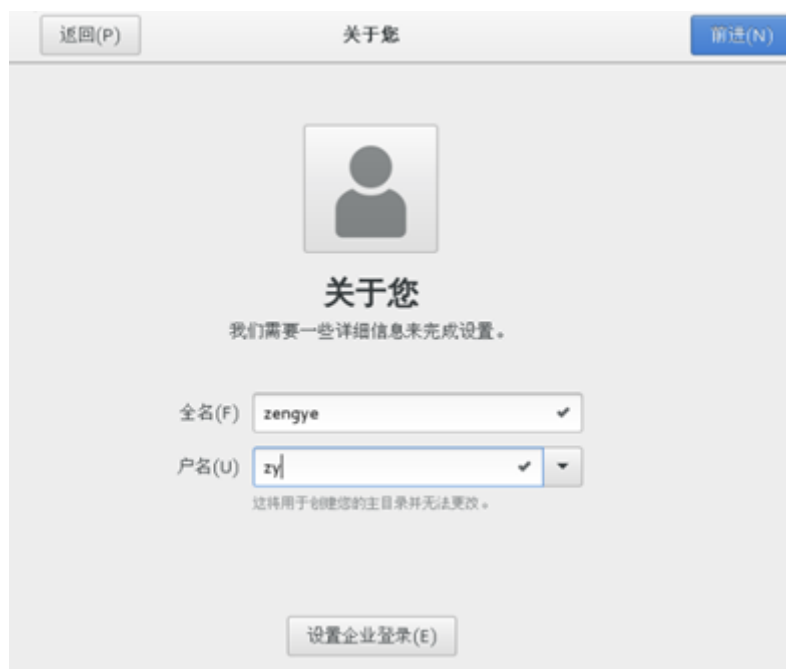 返回(P) 关于您 前进(N)
关于您
我们需要一些详细信息来完成设置。
全名(F) zengye
户名(U) zy
这将用于创建您的主目录并无法更改。
设置企业登录(E)